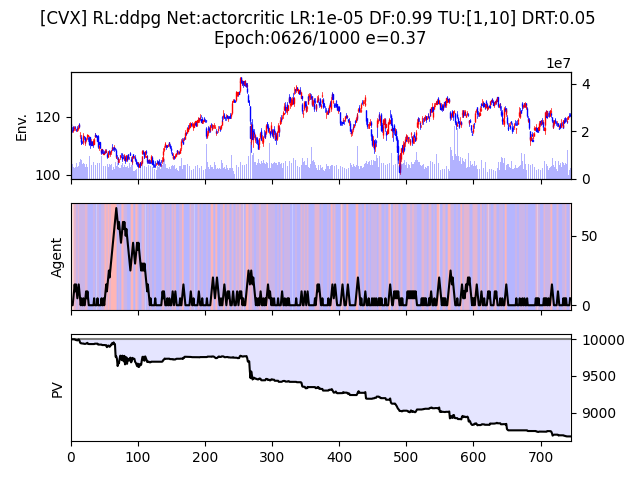 [CVX] RL:ddpg Net:actorcritic LR:1e-05 DF:0.99 TU:[1,10] DRT:0.05
Epoch:0626/1000 e=0.37
1e7
Env.
120
100
4
2
0
Agent
50
0
PV
10000
9500
9000
0 100 200 300 400 500 600 700